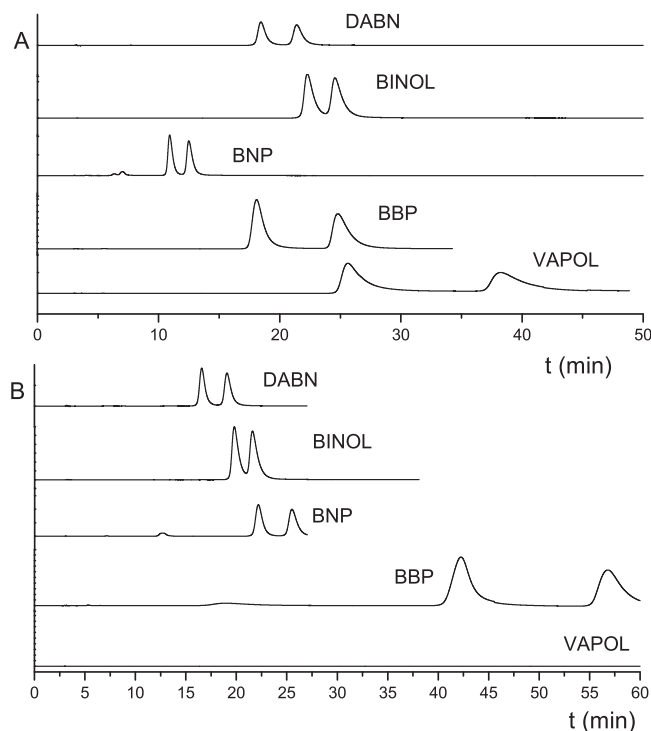 A
DABN
BINOL
BNP
BBP
VAPOL
0 10 20 30 40 50
t (min)
B
DABN
BINOL
BNP
BBP
VAPOL
0 5 10 15 20 25 30 35 40 45 50 55 60
t (min)